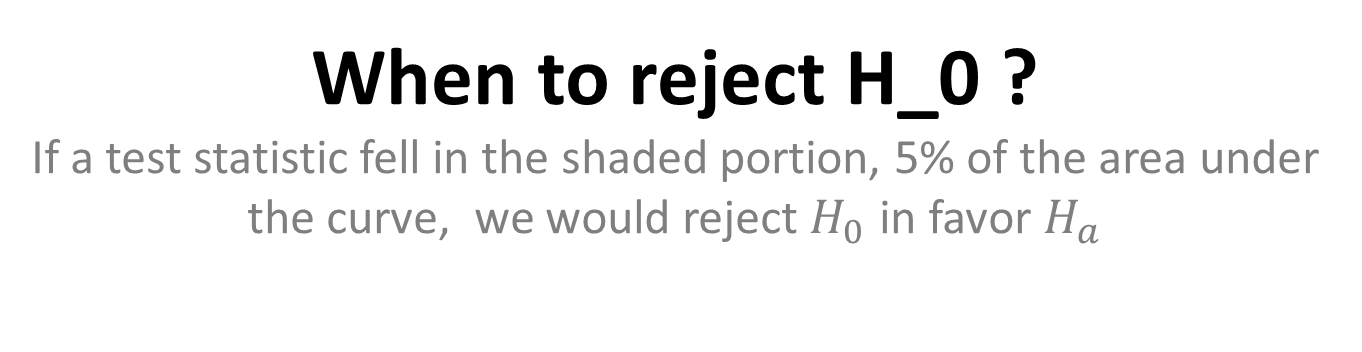 When to reject H_0 ?
If a test statistic fell in the shaded portion, 5% of the area under
the curve,  we would reject H₀ in favor Hₐ